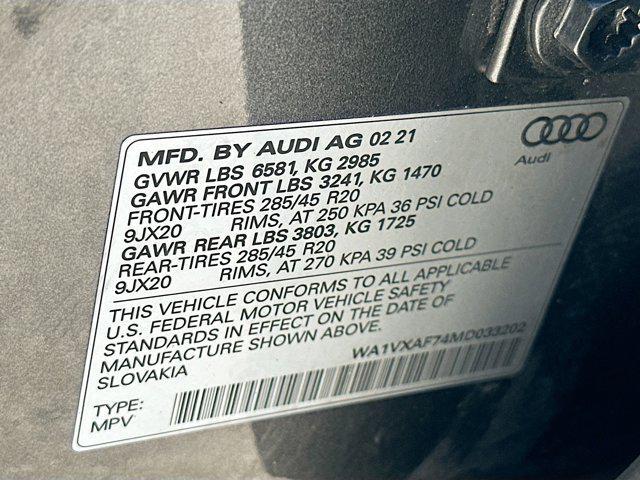 MFD. BY AUDI AG 02 21
GVWR LBS 6581, KG 2985
GAWR FRONT LBS 3241, KG 1470
FRONT-TIRES 285/45 R20
9JX20 RIMS, AT 250 KPA 36 PSI COLD
GAWR REAR LBS 3803, KG 1725
REAR-TIRES 285/45 R20
9JX20 RIMS, AT 270 KPA 39 PSI COLD
THIS VEHICLE CONFORMS TO ALL APPLICABLE
U.S. FEDERAL MOTOR VEHICLE SAFETY
STANDARDS IN EFFECT ON THE DATE OF
MANUFACTURE SHOWN ABOVE.
SLOVAKIA
WA1VXAF74MD033202
TYPE:
MPV
Audi